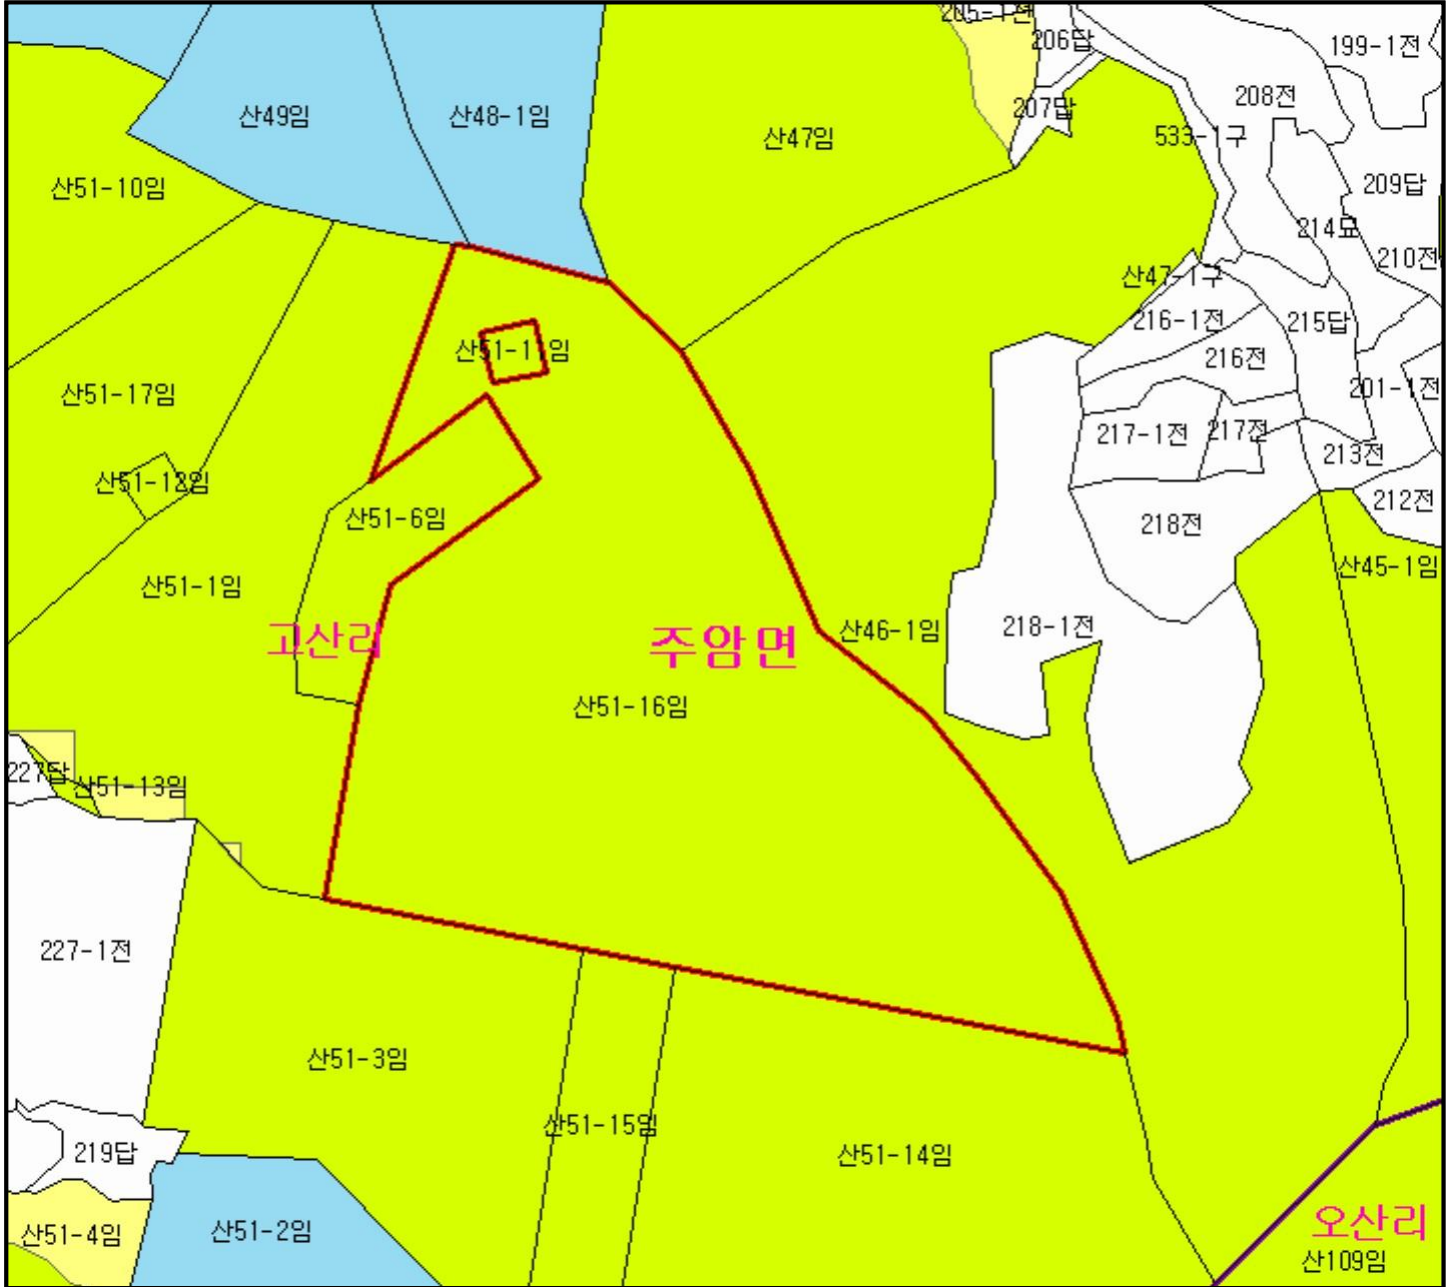 205-1전
206답
199-1전
208전
207답
산49임
산48-1임
산47임
533-1구
산51-10임
209답
214묘
210전
산47-1구
216-1전
215답
산51-11임
216전
산51-17임
201-1전
217-1전
217전
213전
산51-12임
212전
산51-6임
218전
산45-1임
산51-1임
고산리
주암면
산46-1임
218-1전
산51-16임
227답
산51-13임
227-1전
산51-3임
산51-15임
219답
산51-14임
산51-4임
산51-2임
오산리
산109임